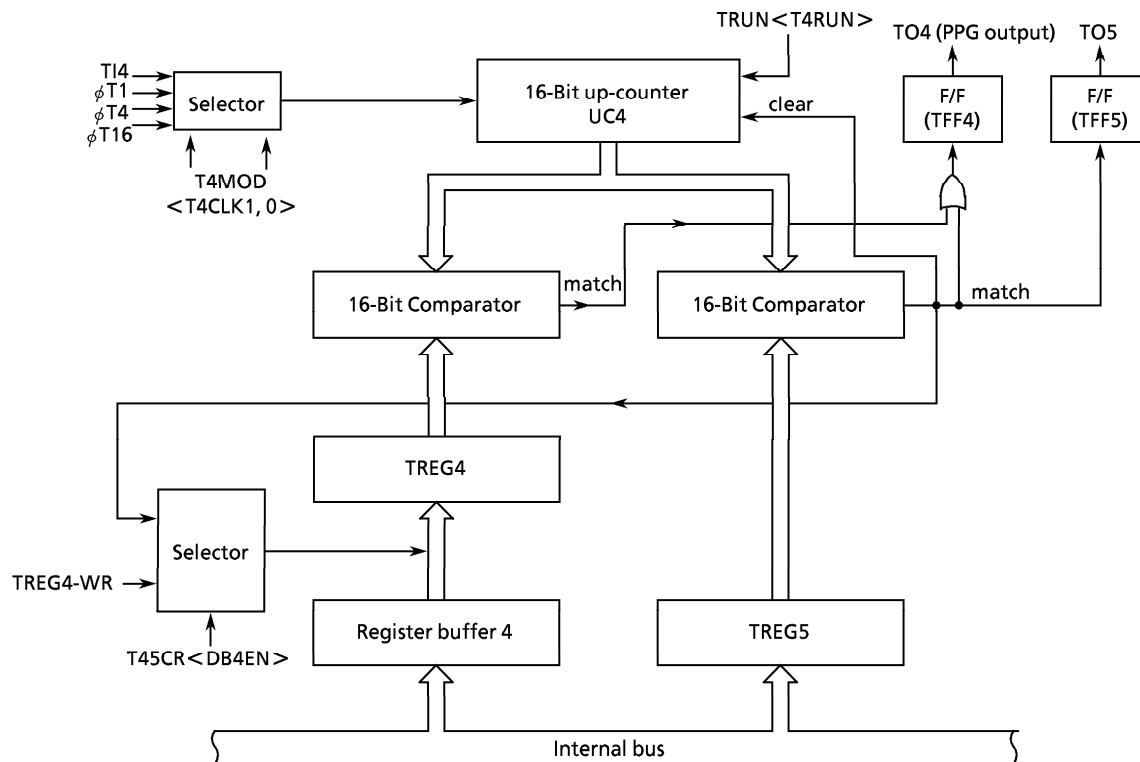 TRUN<T4RUN>
TO4 (PPG output)
TO5
TI4
ϕT1
ϕT4
ϕT16
Selector
16-Bit up-counter
UC4
clear
F/F
(TFF4)
F/F
(TFF5)
T4MOD
<T4CLK1, 0>
16-Bit Comparator
match
16-Bit Comparator
match
TREG4
Selector
TREG4-WR
T45CR<DB4EN>
Register buffer 4
TREG5
Internal bus